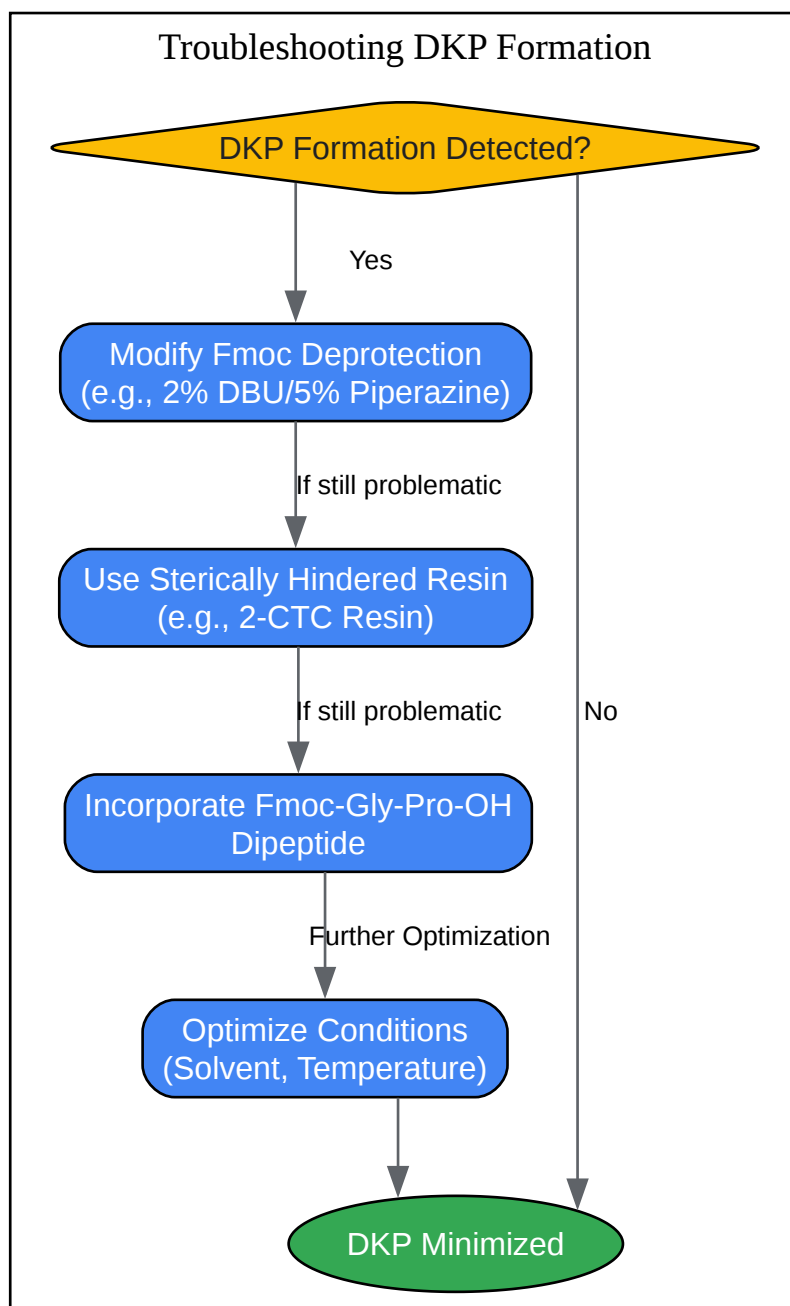 Troubleshooting DKP Formation
DKP Formation Detected?
Yes
Modify Fmoc Deprotection
(e.g., 2% DBU/5% Piperazine)
If still problematic
Use Sterically Hindered Resin
(e.g., 2-CTC Resin)
If still problematic
No
Incorporate Fmoc-Gly-Pro-OH
Dipeptide
Further Optimization
Optimize Conditions
(Solvent, Temperature)
DKP Minimized